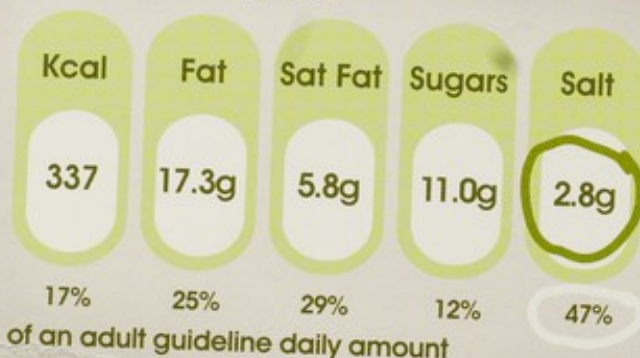 Kcal Fat Sat Fat Sugars Salt
337 17.3g 5.8g 11.0g 2.8g
17% 25% 29% 12% 47%
of an adult guideline daily amount